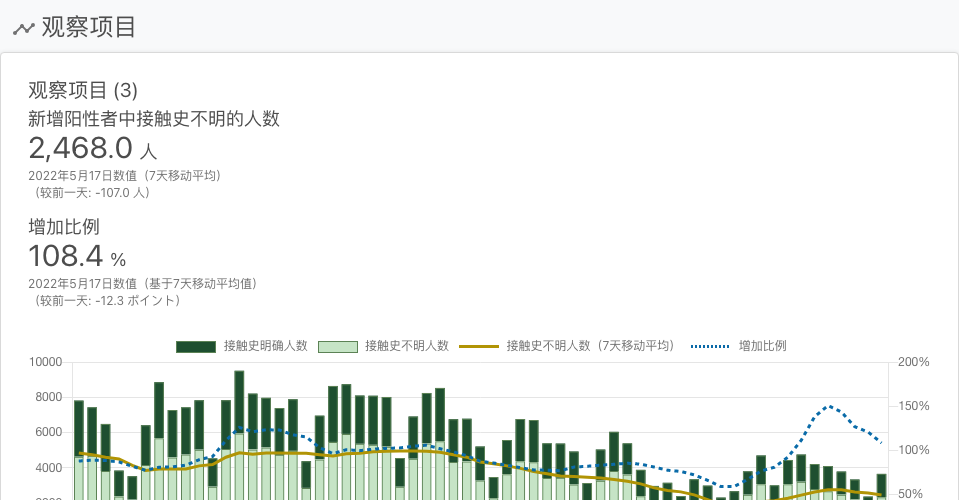 观察项目
观察项目 (3)
新增阳性者中接触史不明的人数
2,468.0 人
2022年5月17日数值（7天移动平均）
（较前一天: -107.0 人）
增加比例
108.4 %
2022年5月17日数值（基于7天移动平均值）
（较前一天: -12.3 ポイント）
接触史明确人数 接触史不明人数 接触史不明人数（7天移动平均） 增加比例
10000 200%
8000 150%
6000 100%
4000 50%